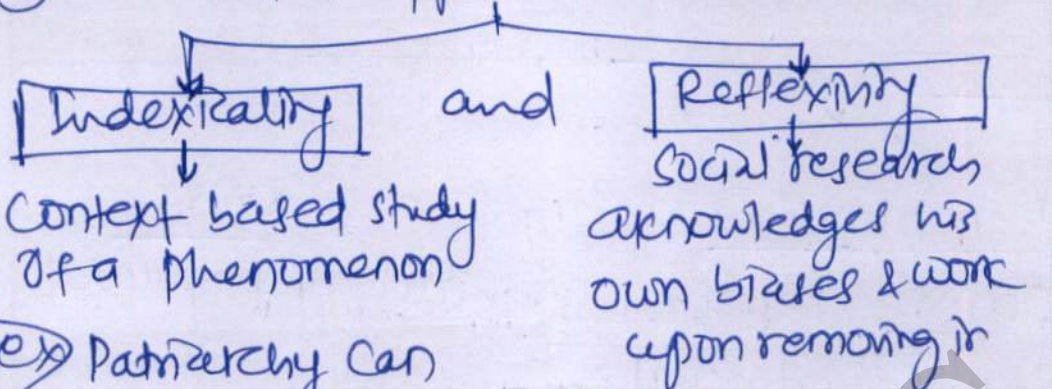 Indexicality and Reflexivity
Context based study
of a phenomenon
ex) Patriarchy can
social research
acknowledges his
own biases & work
upon removing it